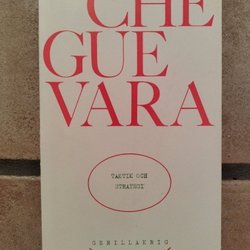 CHE
GUE
VARA
TAKTIK OCH
STRATEGI
GERILLAKRIG